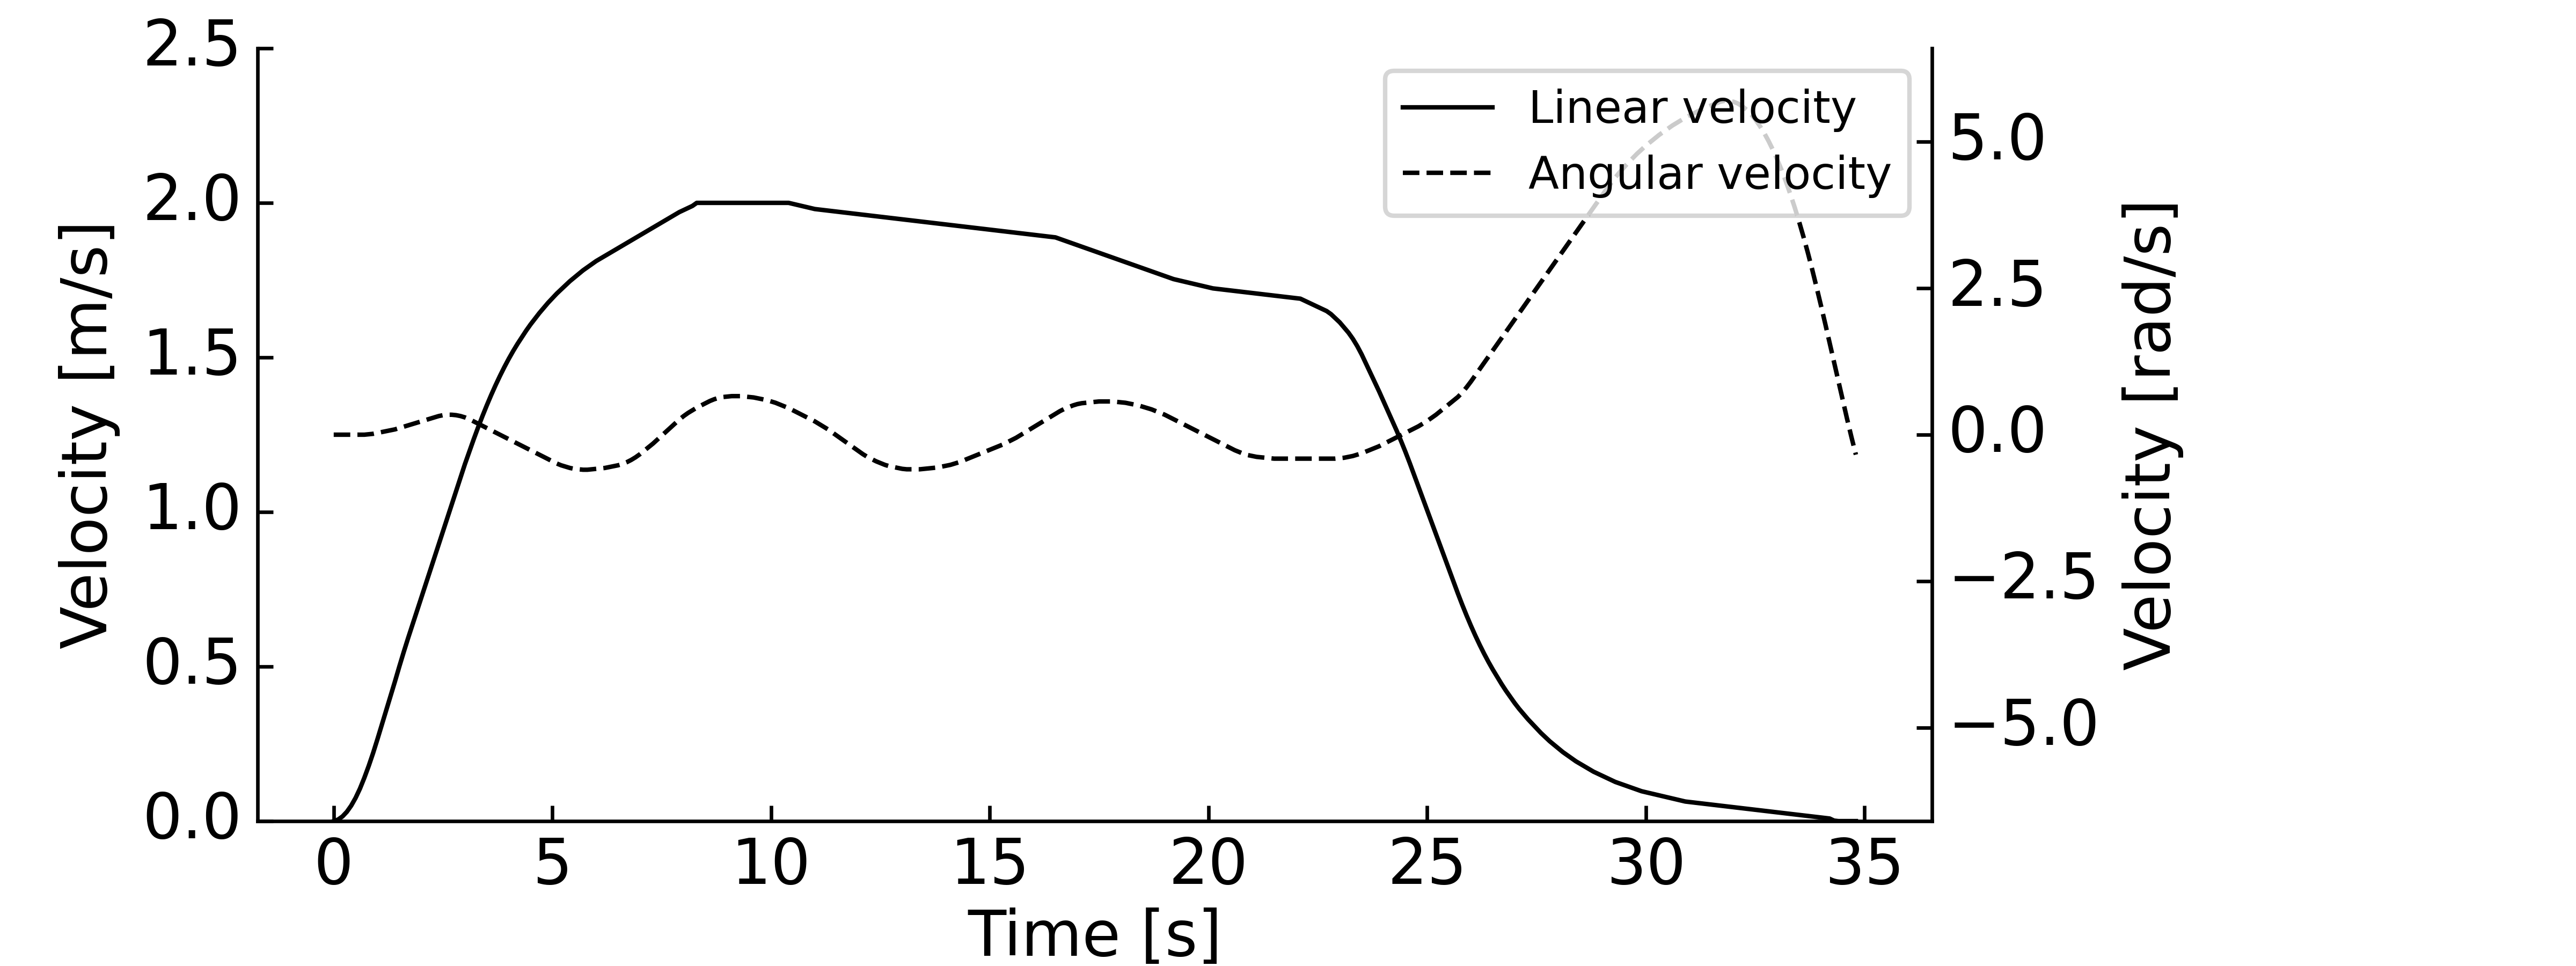 Velocity [m/s]
2.5
2.0
1.5
1.0
0.5
0.0
Linear velocity
Angular velocity
5.0
2.5
0.0
−2.5
−5.0
Velocity [rad/s]
0 5 10 15 20 25 30 35
Time [s]